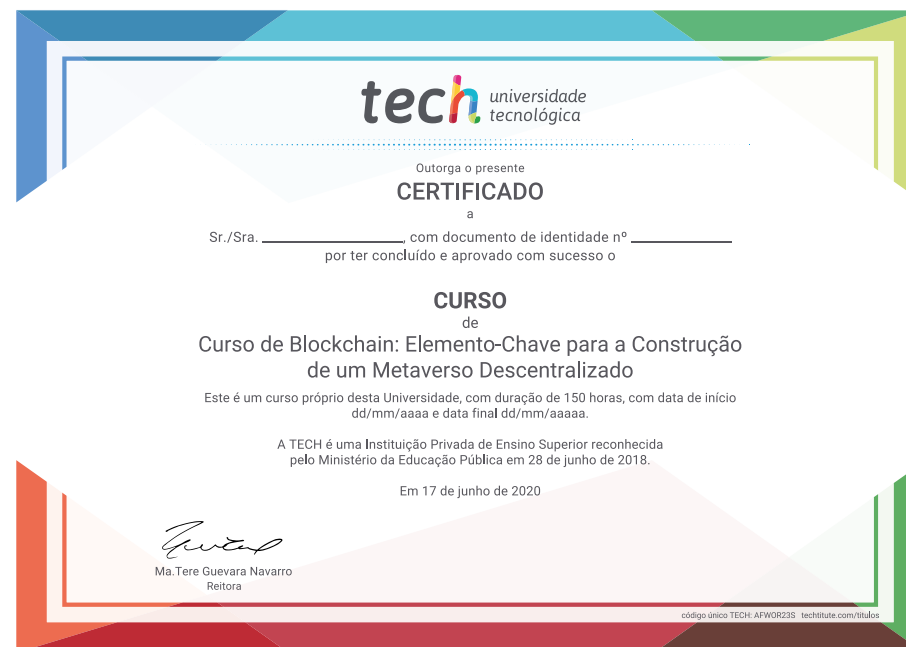 tech universidade
tecnológica
Outorga o presente
CERTIFICADO
a
Sr./Sra. ____________________, com documento de identidade nº ______________
por ter concluído e aprovado com sucesso o
CURSO
de
Curso de Blockchain: Elemento-Chave para a Construção
de um Metaverso Descentralizado
Este é um curso próprio desta Universidade, com duração de 150 horas, com data de início
dd/mm/aaaa e data final dd/mm/aaaaa.
A TECH é uma Instituição Privada de Ensino Superior reconhecida
pelo Ministério da Educação Pública em 28 de junho de 2018.
Em 17 de junho de 2020
Ma.Tere Guevara Navarro
Reitora
código único TECH: AFWOR23S techtitute.com/títulos